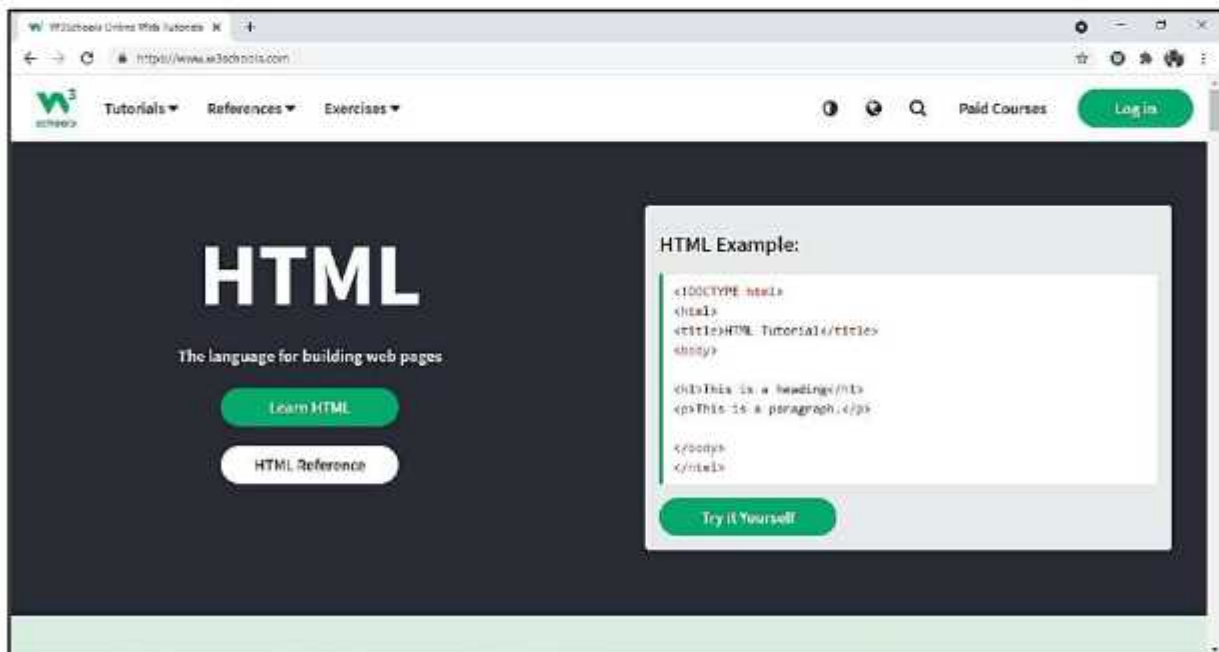 W3Schools Online Web Tutorials
https://www.w3schools.com
W3 schools
Tutorials
References
Exercises
Paid Courses
Log in
HTML
The language for building web pages
Learn HTML
HTML Reference
HTML Example:
<!DOCTYPE html>
<html>
<title>HTML Tutorial</title>
<body>
<h1>This is a heading</h1>
<p>This is a paragraph.</p>
</body>
</html>
Try it Yourself